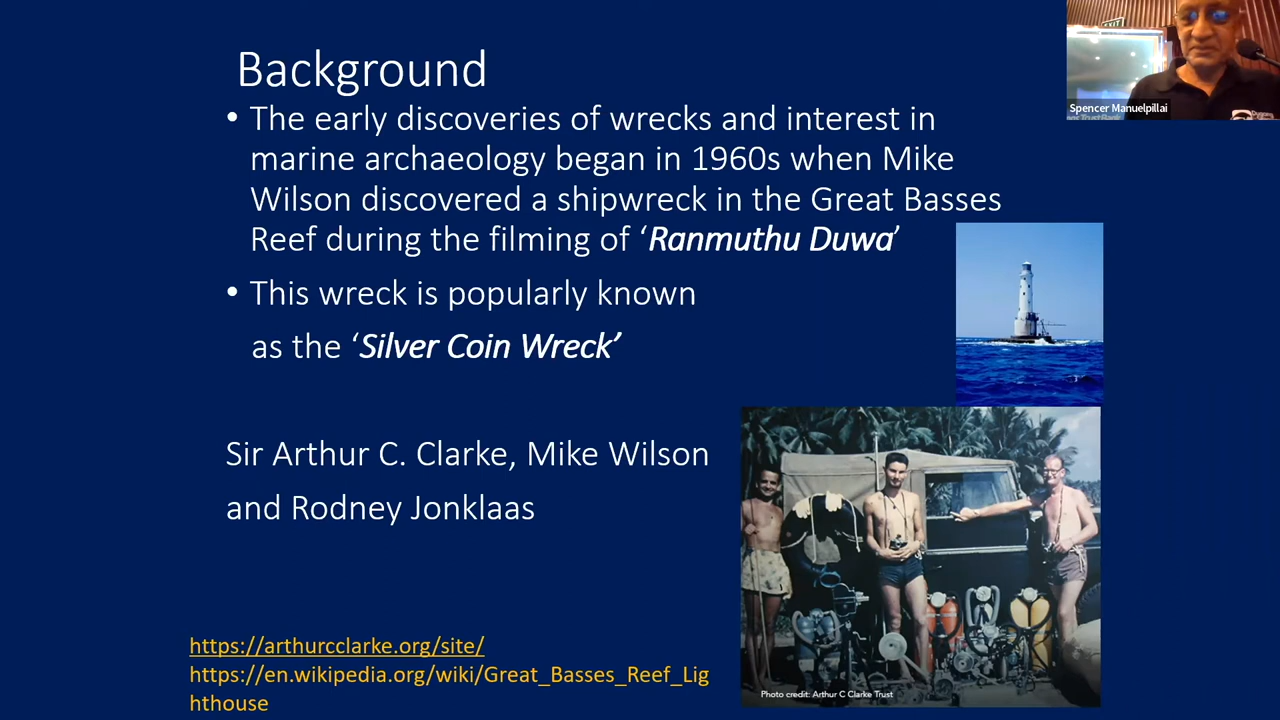 Background
• The early discoveries of wrecks and interest in
marine archaeology began in 1960s when Mike
Wilson discovered a shipwreck in the Great Basses
Reef during the filming of ‘Ranmuthu Duwa’
• This wreck is popularly known
as the ‘Silver Coin Wreck’
Sir Arthur C. Clarke, Mike Wilson
and Rodney Jonklaas
https://arthurcclarke.org/site/
https://en.wikipedia.org/wiki/Great_Basses_Reef_Lig
hthouse
Photo credit: Arthur C Clarke Trust
EXIT
Spencer Manuelpillai